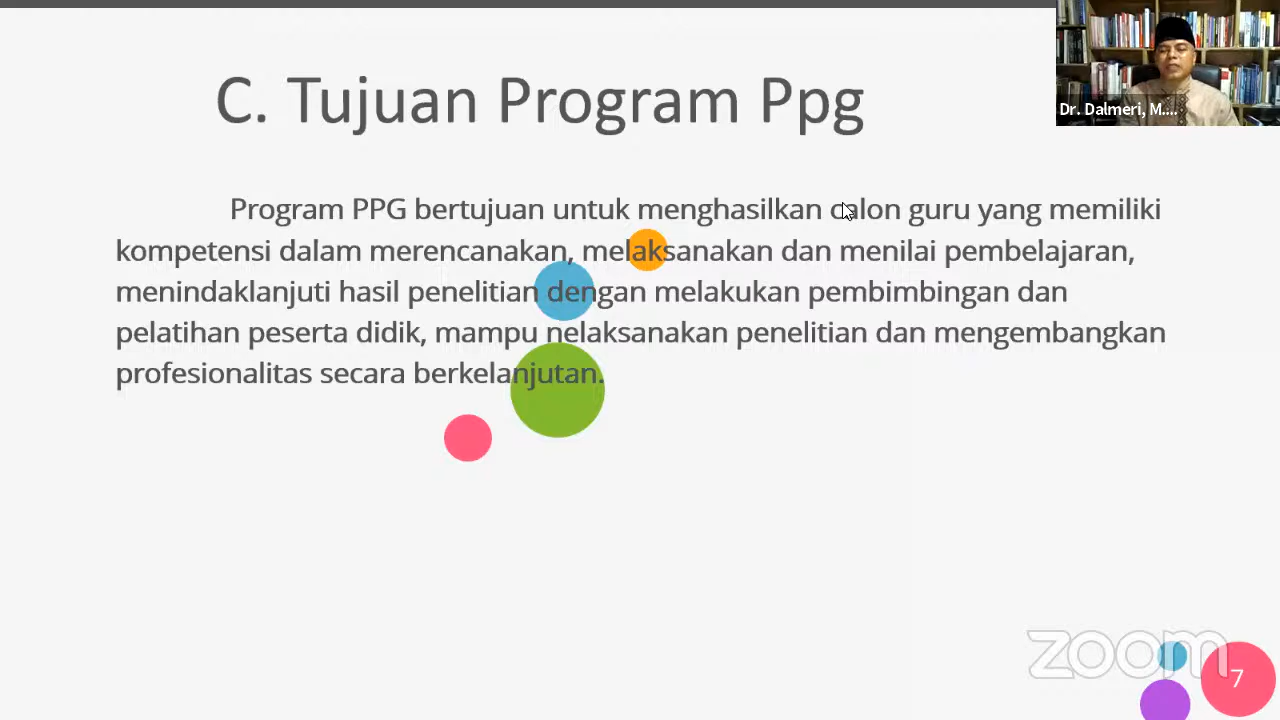 C. Tujuan Program Ppg
Dr. Dalmeri, M....
Program PPG bertujuan untuk menghasilkan calon guru yang memiliki
kompetensi dalam merencanakan, melaksanakan dan menilai pembelajaran,
menindaklanjuti hasil penelitian dengan melakukan pembimbingan dan
pelatihan peserta didik, mampu nelaksanakan penelitian dan mengembangkan
profesionalitas secara berkelanjutan.
zoom
7